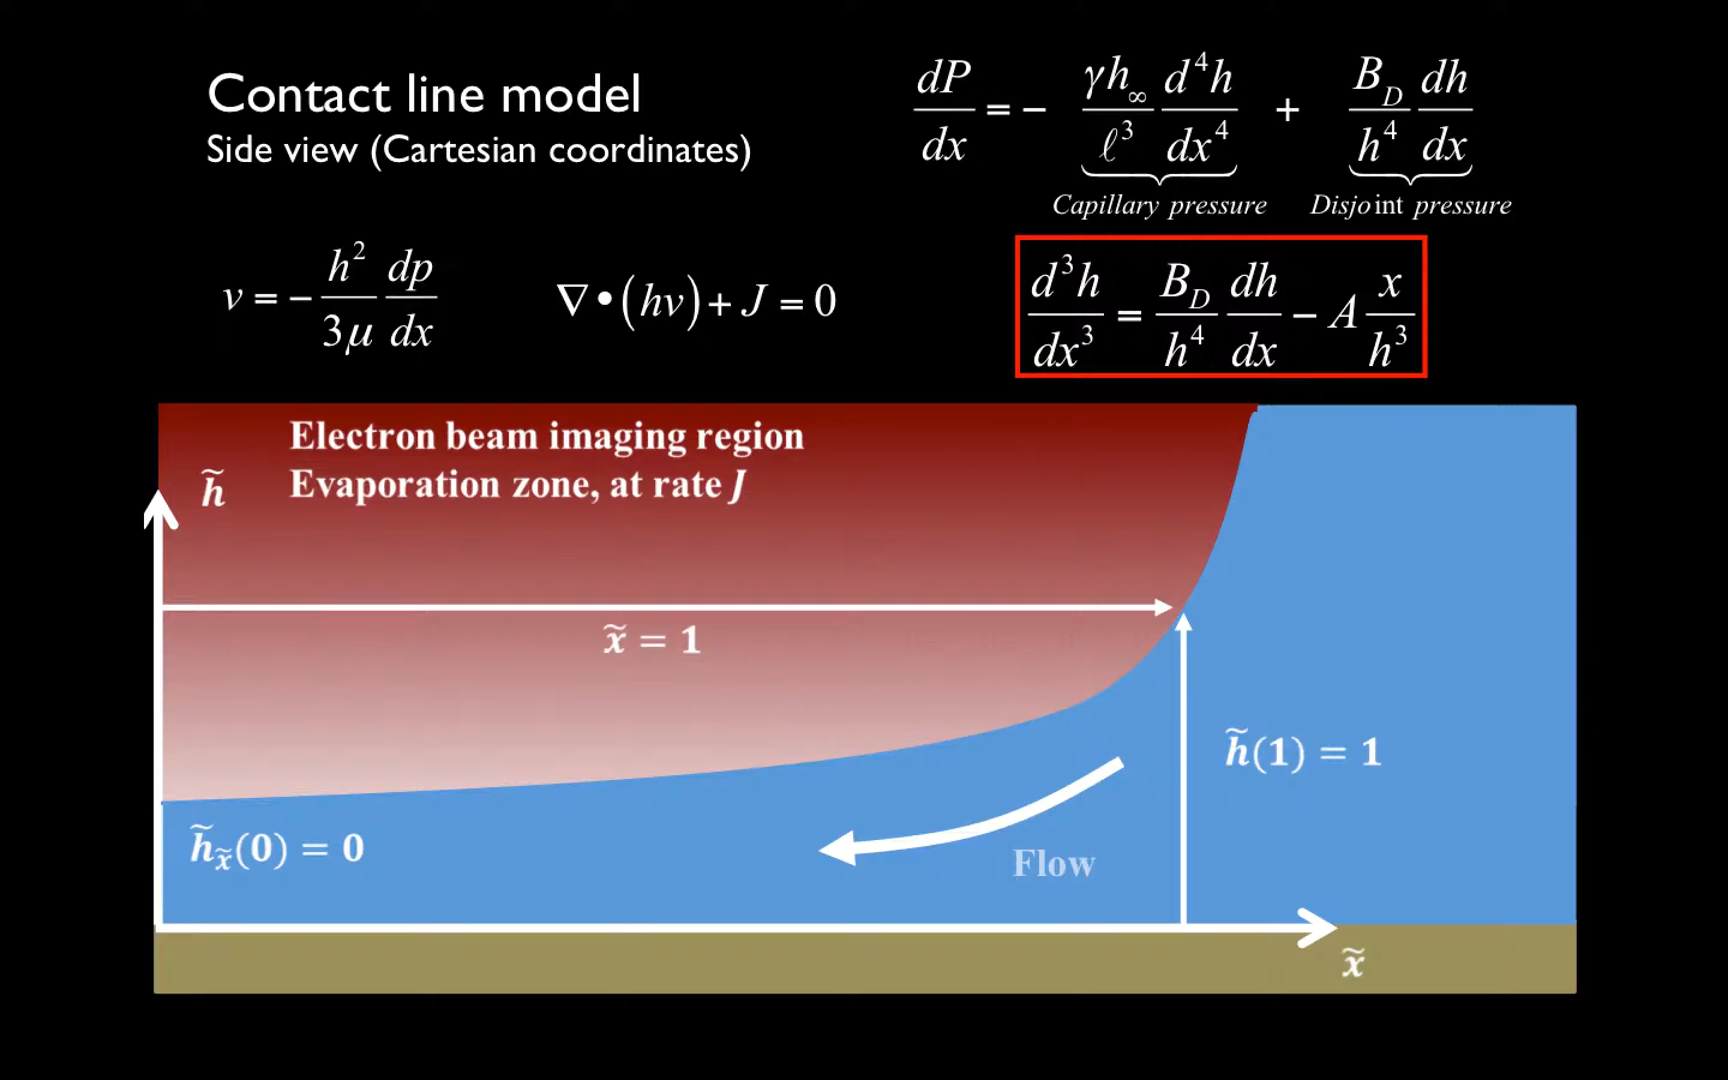 Contact line model
Side view (Cartesian coordinates)
dP/dx = − γh∞/ℓ³ d⁴h/dx⁴ + B_D/h⁴ dh/dx
Capillary pressure Disjoint pressure
v = − h²/3μ dp/dx ∇•(hv) + J = 0
d³h/dx³ = B_D/h⁴ dh/dx − A x/h³
Electron beam imaging region
Evaporation zone, at rate J
h̃
x̃ = 1
h̃(1) = 1
h̃_x̃(0) = 0
Flow
x̃